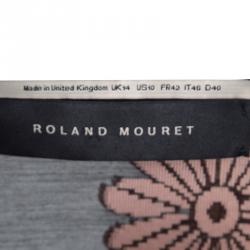 Made in United Kingdom UK14 US10 FR42 IT46 D40
ROLAND MOURET